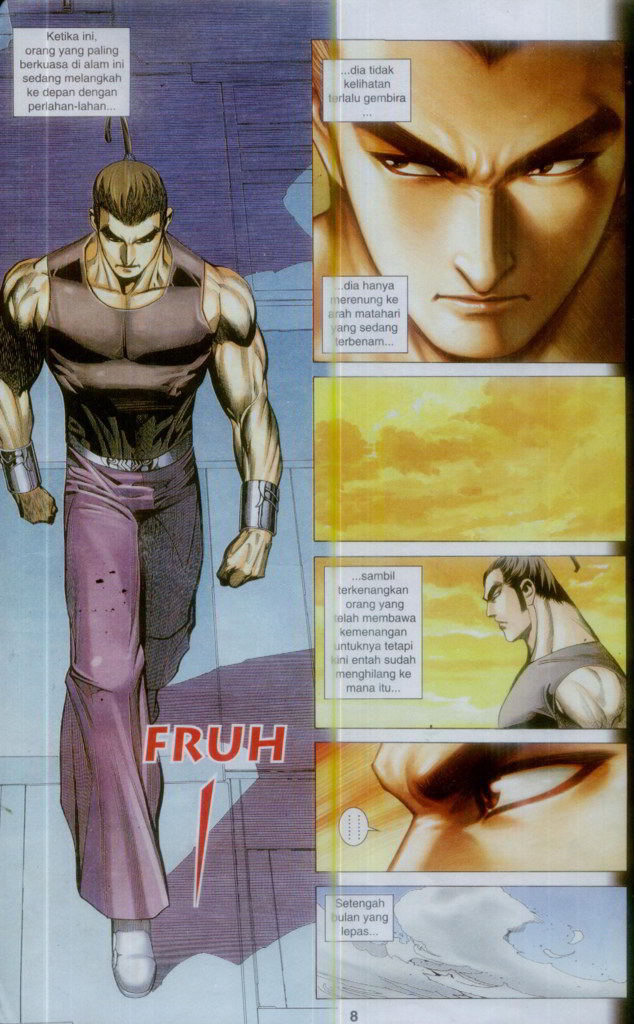 Ketika ini,
orang yang paling
berkuasa di alam ini
sedang melangkah
ke depan dengan
perlahan-lahan...
...dia tidak
kelihatan
terlalu gembira
...
...dia hanya
merenung ke
arah matahari
yang sedang
terbenam...
...sambil
terkenangkan
orang yang
telah membawa
kemenangan
untuknya tetapi
kini entah sudah
menghilang ke
mana itu...
FRUH
Setengah
bulan yang
lepas...
8